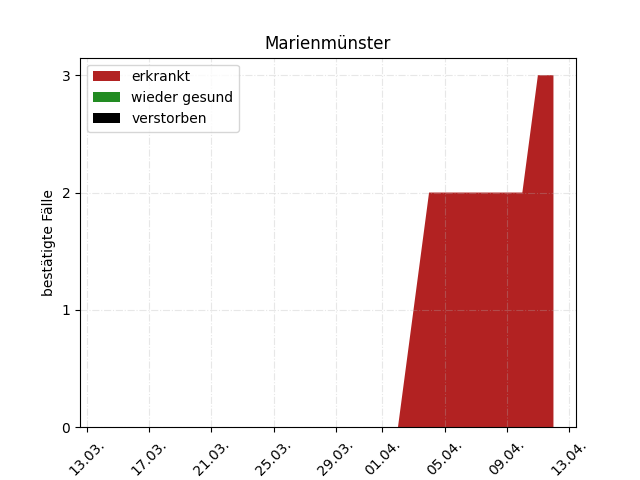 Marienmünster
erkrankt
wieder gesund
verstorben
bestätigte Fälle
3
2
1
0
13.03. 17.03. 21.03. 25.03. 29.03. 01.04. 05.04. 09.04. 13.04.